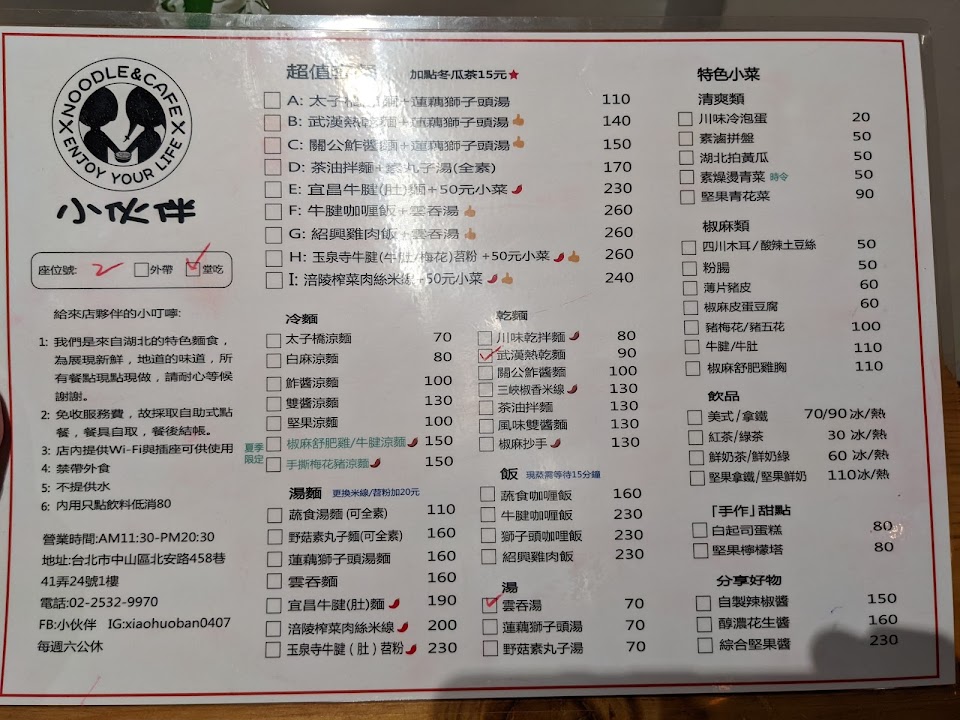 NOODLE&CAFE
X ENJOY YOUR LIFE X
小伙伴
座位號: 2 外帶 堂吃
給來店夥伴的小叮嚀:
1: 我們是來自湖北的特色麵食，
為展現新鮮，地道的味道，所
有餐點現點現做，請耐心等候
謝謝。
2: 免收服務費，故採取自助式點
餐，餐具自取，餐後結帳。
3: 店內提供Wi-Fi與插座可供使用
4: 禁帶外食
5: 不提供水
6: 內用只點飲料低消80
營業時間:AM11:30-PM20:30
地址:台北市中山區北安路458巷
41弄24號1樓
電話:02-2532-9970
FB:小伙伴 IG:xiaohuoban0407
每週六公休
超值 加點冬瓜茶15元★
A: 太子 +蓮藕獅子頭湯 110
B: 武漢熱乾麵+蓮藕獅子頭湯 140
C: 關公鮓醬麵+蓮藕獅子頭湯 150
D: 茶油拌麵+素丸子湯(全素) 170
E: 宜昌牛腱(肚)麵+50元小菜 230
F: 牛腱咖喱飯+雲吞湯 260
G: 紹興雞肉飯+雲吞湯 260
H: 玉泉寺牛腱(牛肚/梅花)苕粉 +50元小菜 260
I: 涪陵榨菜肉絲米線+50元小菜 240
冷麵
太子橋涼麵 70
白麻涼麵 80
鮓醬涼麵 100
雙醬涼麵 130
堅果涼麵 100
夏季
限定
椒麻舒肥雞/牛腱涼麵 150
手撕梅花豬涼麵 150
湯麵 更換米線/苕粉加20元
蔬食湯麵(可全素) 110
野菇素丸子麵(可全素) 160
蓮藕獅子頭湯麵 160
雲吞麵 160
宜昌牛腱(肚)麵 190
涪陵榨菜肉絲米線 200
玉泉寺牛腱(肚)苕粉 230
乾麵
川味乾拌麵 80
武漢熱乾麵 90
關公鮓醬麵 100
三峽椒香米線 130
茶油拌麵 130
風味雙醬麵 130
椒麻抄手 130
飯 現蒸需等待15分鐘
蔬食咖喱飯 160
牛腱咖喱飯 230
獅子頭咖喱飯 230
紹興雞肉飯 230
湯
雲吞湯 70
蓮藕獅子頭湯 70
野菇素丸子湯 70
特色小菜
清爽類
川味冷泡蛋 20
素滷拼盤 50
湖北拍黃瓜 50
素燥燙青菜 時令 50
堅果青花菜 90
椒麻類
四川木耳/酸辣土豆絲 50
粉腸 50
薄片豬皮 60
椒麻皮蛋豆腐 60
豬梅花/豬五花 100
牛腱/牛肚 110
椒麻舒肥雞胸 110
飲品
美式/拿鐵 70/90 冰/熱
紅茶/綠茶 30 冰/熱
鮮奶茶/鮮奶綠 60 冰/熱
堅果拿鐵/堅果鮮奶 110冰/熱
「手作」甜點
白起司蛋糕 80
堅果檸檬塔 80
分享好物
自製辣椒醬 150
醇濃花生醬 150
綜合堅果醬 230